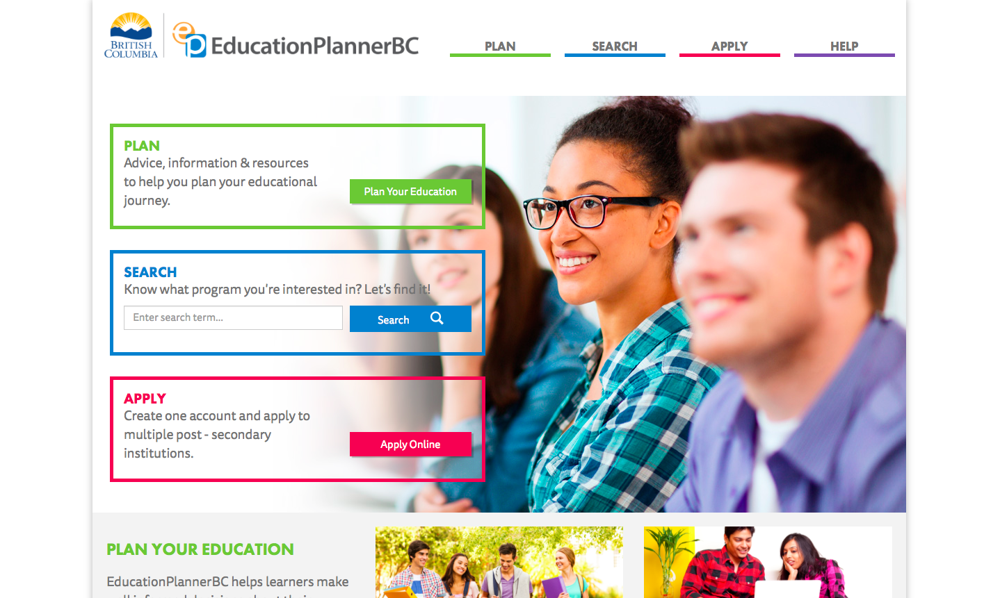 BRITISH
COLUMBIA
ep EducationPlannerBC
PLAN
SEARCH
APPLY
HELP
PLAN
Advice, information & resources
to help you plan your educational
journey.
Plan Your Education
SEARCH
Know what program you're interested in? Let's find it!
Enter search term...
Search
APPLY
Create one account and apply to
multiple post - secondary
institutions.
Apply Online
PLAN YOUR EDUCATION
EducationPlannerBC helps learners make